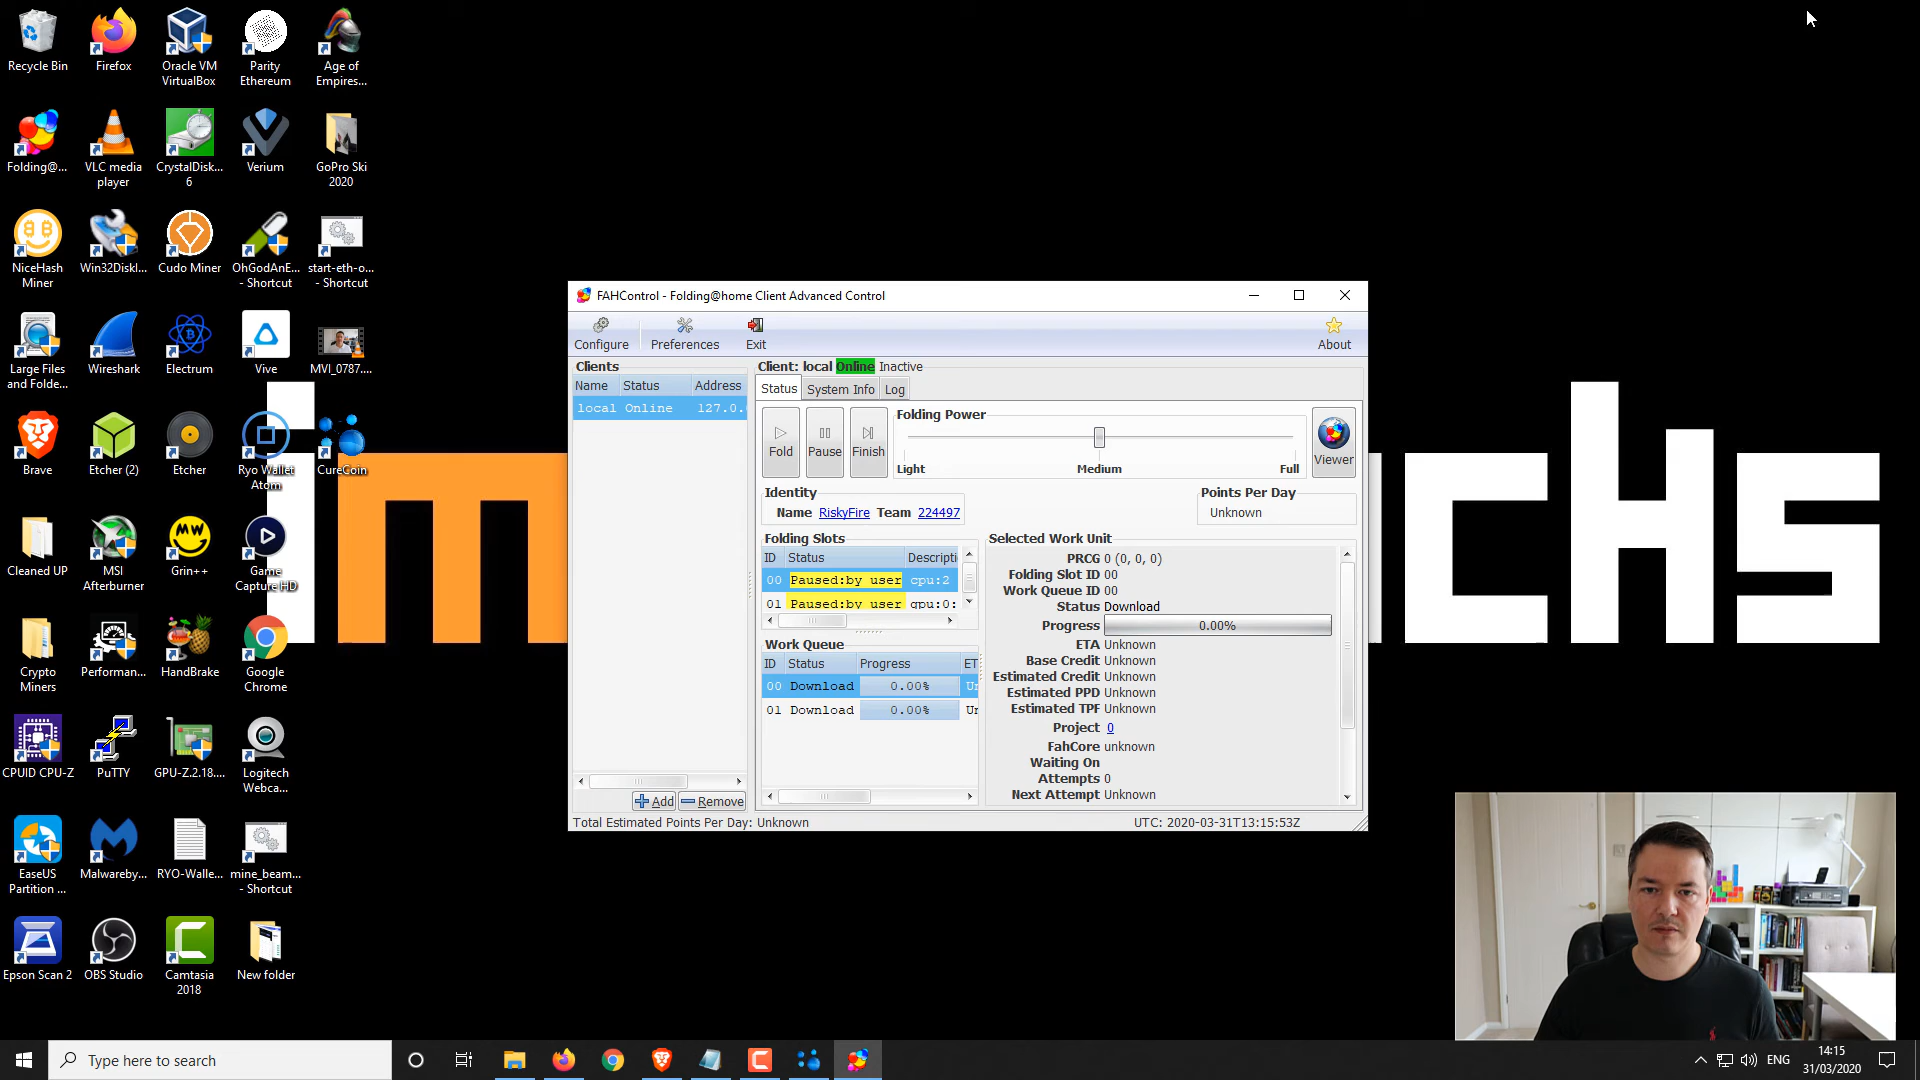 Recycle Bin
Firefox
Oracle VM
VirtualBox
Parity
Ethereum
Age of
Empires...
Folding@...
VLC media
player
CrystalDisk...
6
Verium
GoPro Ski
2020
NiceHash
Miner
Win32DiskI...
Cudo Miner
OhGodAnE...
- Shortcut
start-eth-o...
- Shortcut
Large Files
and Folde...
Wireshark
Electrum
Vive
MVI_0787....
Brave
Etcher (2)
Etcher
Ryo Wallet
Atom
CureCoin
Cleaned UP
MSI
Afterburner
MW
Grin++
Game
Capture HD
Crypto
Miners
Performan...
HandBrake
Google
Chrome
CPUID CPU-Z
PuTTY
GPU-Z.2.18....
Logitech
Webca...
EaseUS
Partition ...
Malwareby...
RYO-Walle...
mine_beam...
- Shortcut
Epson Scan 2
OBS Studio
Camtasia
2018
New folder
FAHControl - Folding@home Client Advanced Control
Configure
Preferences
Exit
About
Clients
Name Status Address
local Online 127.0.
Add
Remove
Client: local Online Inactive
Status System Info Log
Fold
Pause
Finish
Folding Power
Light Medium Full
Viewer
Identity
Name RiskyFire Team 224497
Points Per Day
Unknown
Folding Slots
ID Status Descripti
00 Paused:by user cpu:2
01 Paused:by user gpu:0:
Work Queue
ID Status Progress ET
00 Download 0.00% Ur
01 Download 0.00% Ur
Selected Work Unit
PRCG 0 (0, 0, 0)
Folding Slot ID 00
Work Queue ID 00
Status Download
Progress 0.00%
ETA Unknown
Base Credit Unknown
Estimated Credit Unknown
Estimated PPD Unknown
Estimated TPF Unknown
Project 0
FahCore unknown
Waiting On
Attempts 0
Next Attempt Unknown
Total Estimated Points Per Day: Unknown
UTC: 2020-03-31T13:15:53Z
chs
Type here to search
ENG
14:15
31/03/2020